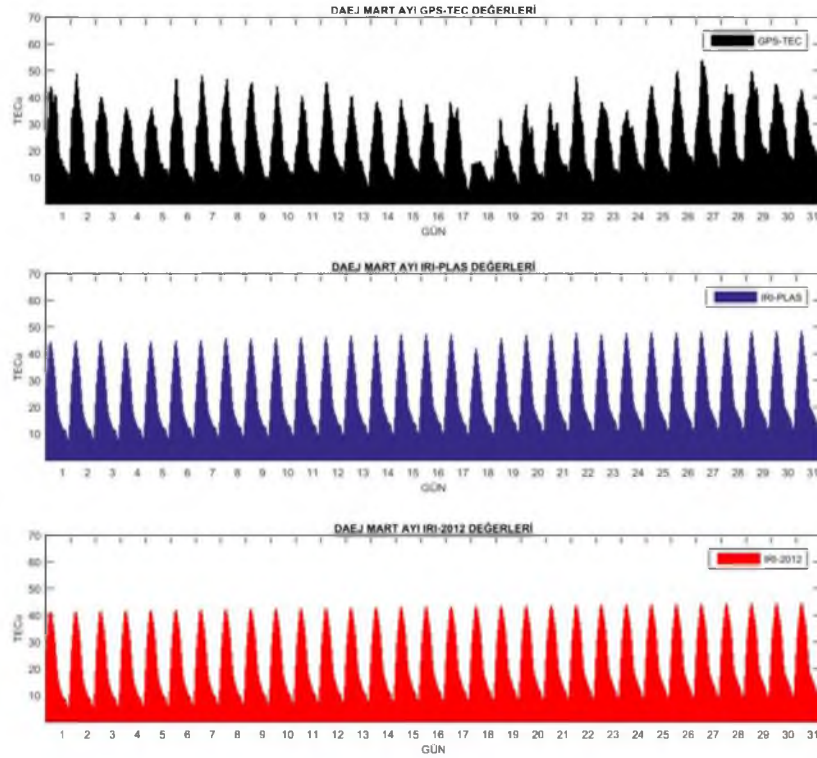 DAEJ MART AYI GPS-TEC DEĞERLERİ
70
60
50
40
30
20
10
TECu
GPS-TEC
1 2 3 4 5 6 7 8 9 10 11 12 13 14 15 16 17 18 19 20 21 22 23 24 25 26 27 28 29 30 31
GÜN
DAEJ MART AYI IRI-PLAS DEĞERLERİ
70
60
50
40
30
20
10
TECu
IRI-PLAS
1 2 3 4 5 6 7 8 9 10 11 12 13 14 15 16 17 18 19 20 21 22 23 24 25 26 27 28 29 30 31
GÜN
DAEJ MART AYI IRI-2012 DEĞERLERİ
70
60
50
40
30
20
10
TECu
IRI-2012
1 2 3 4 5 6 7 8 9 10 11 12 13 14 15 16 17 18 19 20 21 22 23 24 25 26 27 28 29 30 31
GÜN